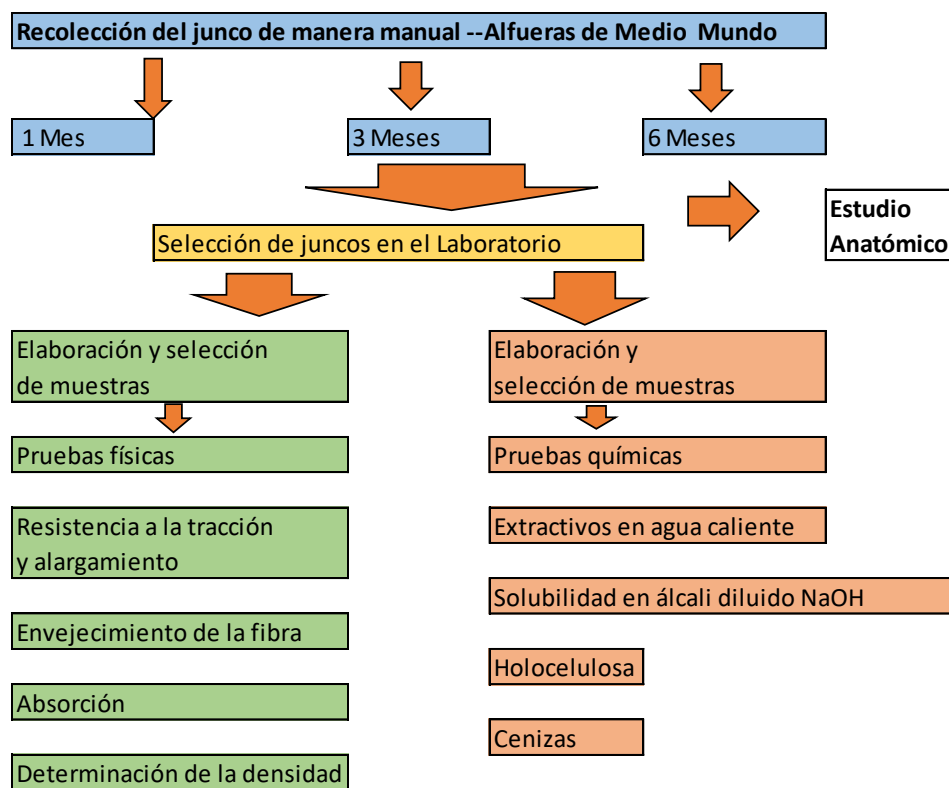 Recolección del junco de manera manual --Alfueras de Medio Mundo
1 Mes
3 Meses
6 Meses
Estudio
Anatómico
Selección de juncos en el Laboratorio
Elaboración y selección
de muestras
Pruebas físicas
Resistencia a la tracción
y alargamiento
Envejecimiento de la fibra
Absorción
Determinación de la densidad
Elaboración y
selección de muestras
Pruebas químicas
Extractivos en agua caliente
Solubilidad en álcali diluido NaOH
Holocelulosa
Cenizas